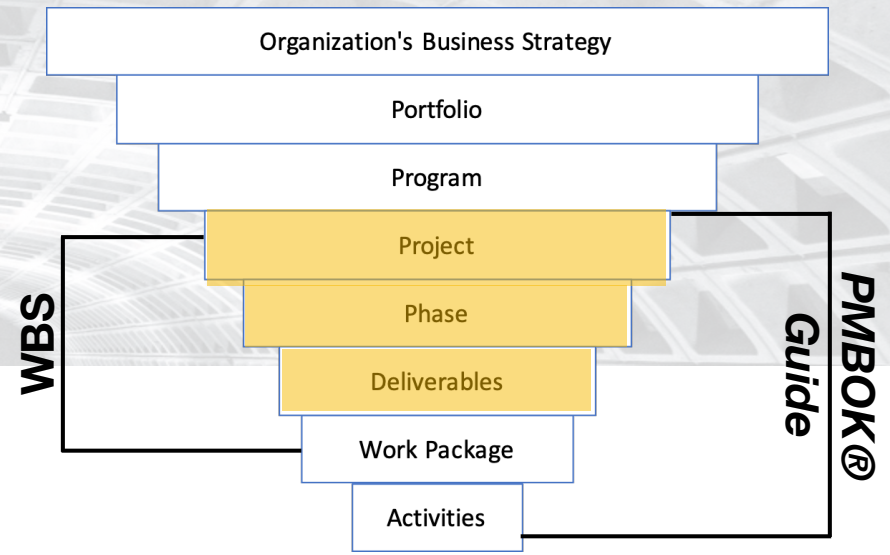 Organization's Business Strategy
Portfolio
Program
Project
Phase
Deliverables
Work Package
Activities
WBS
PMBOK®
Guide